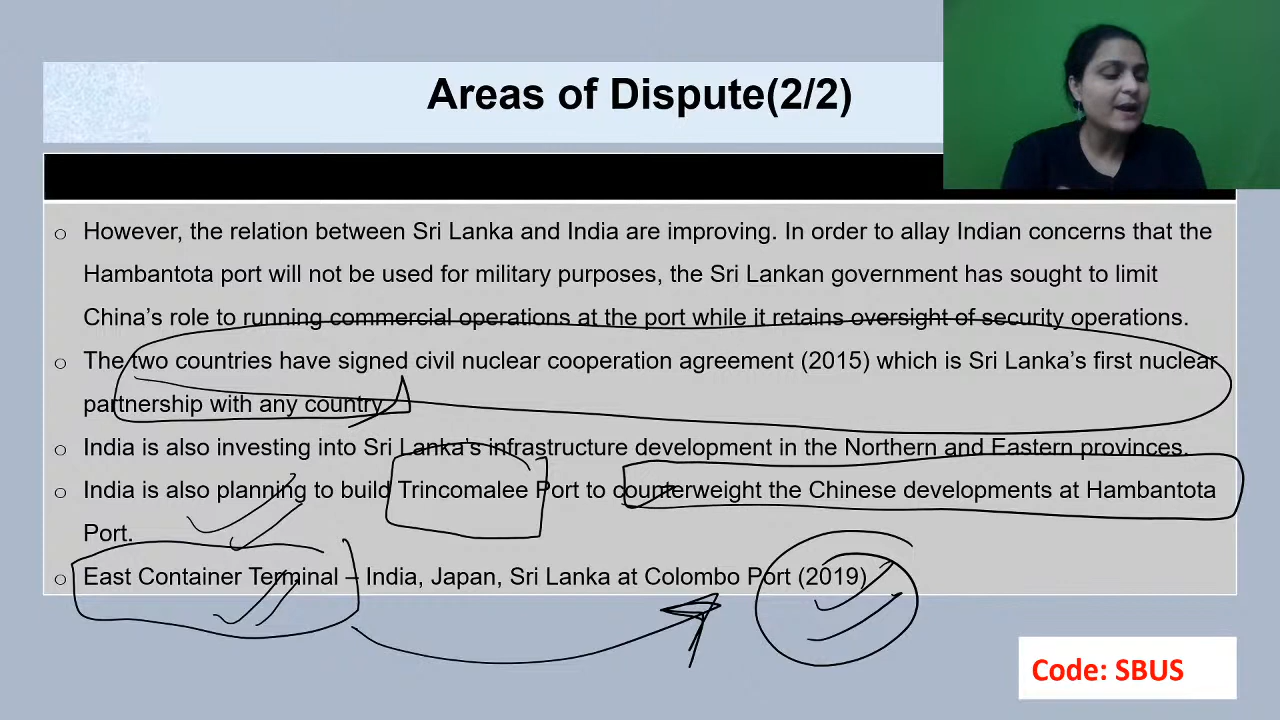 Areas of Dispute(2/2)
o However, the relation between Sri Lanka and India are improving. In order to allay Indian concerns that the
Hambantota port will not be used for military purposes, the Sri Lankan government has sought to limit
China's role to running commercial operations at the port while it retains oversight of security operations.
o The two countries have signed civil nuclear cooperation agreement (2015) which is Sri Lanka's first nuclear
partnership with any country.
o India is also investing into Sri Lanka's infrastructure development in the Northern and Eastern provinces.
o India is also planning to build Trincomalee Port to counterweight the Chinese developments at Hambantota
Port.
o East Container Terminal – India, Japan, Sri Lanka at Colombo Port (2019)
Code: SBUS